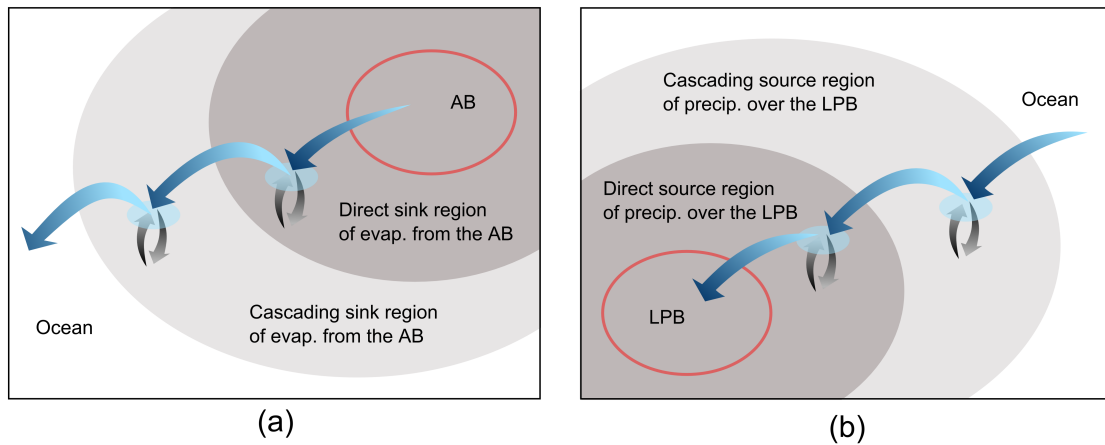 AB
Direct sink region
of evap. from the AB
Cascading sink region
of evap. from the AB
Ocean
(a)
Cascading source region
of precip. over the LPB
Ocean
Direct source region
of precip. over the LPB
LPB
(b)